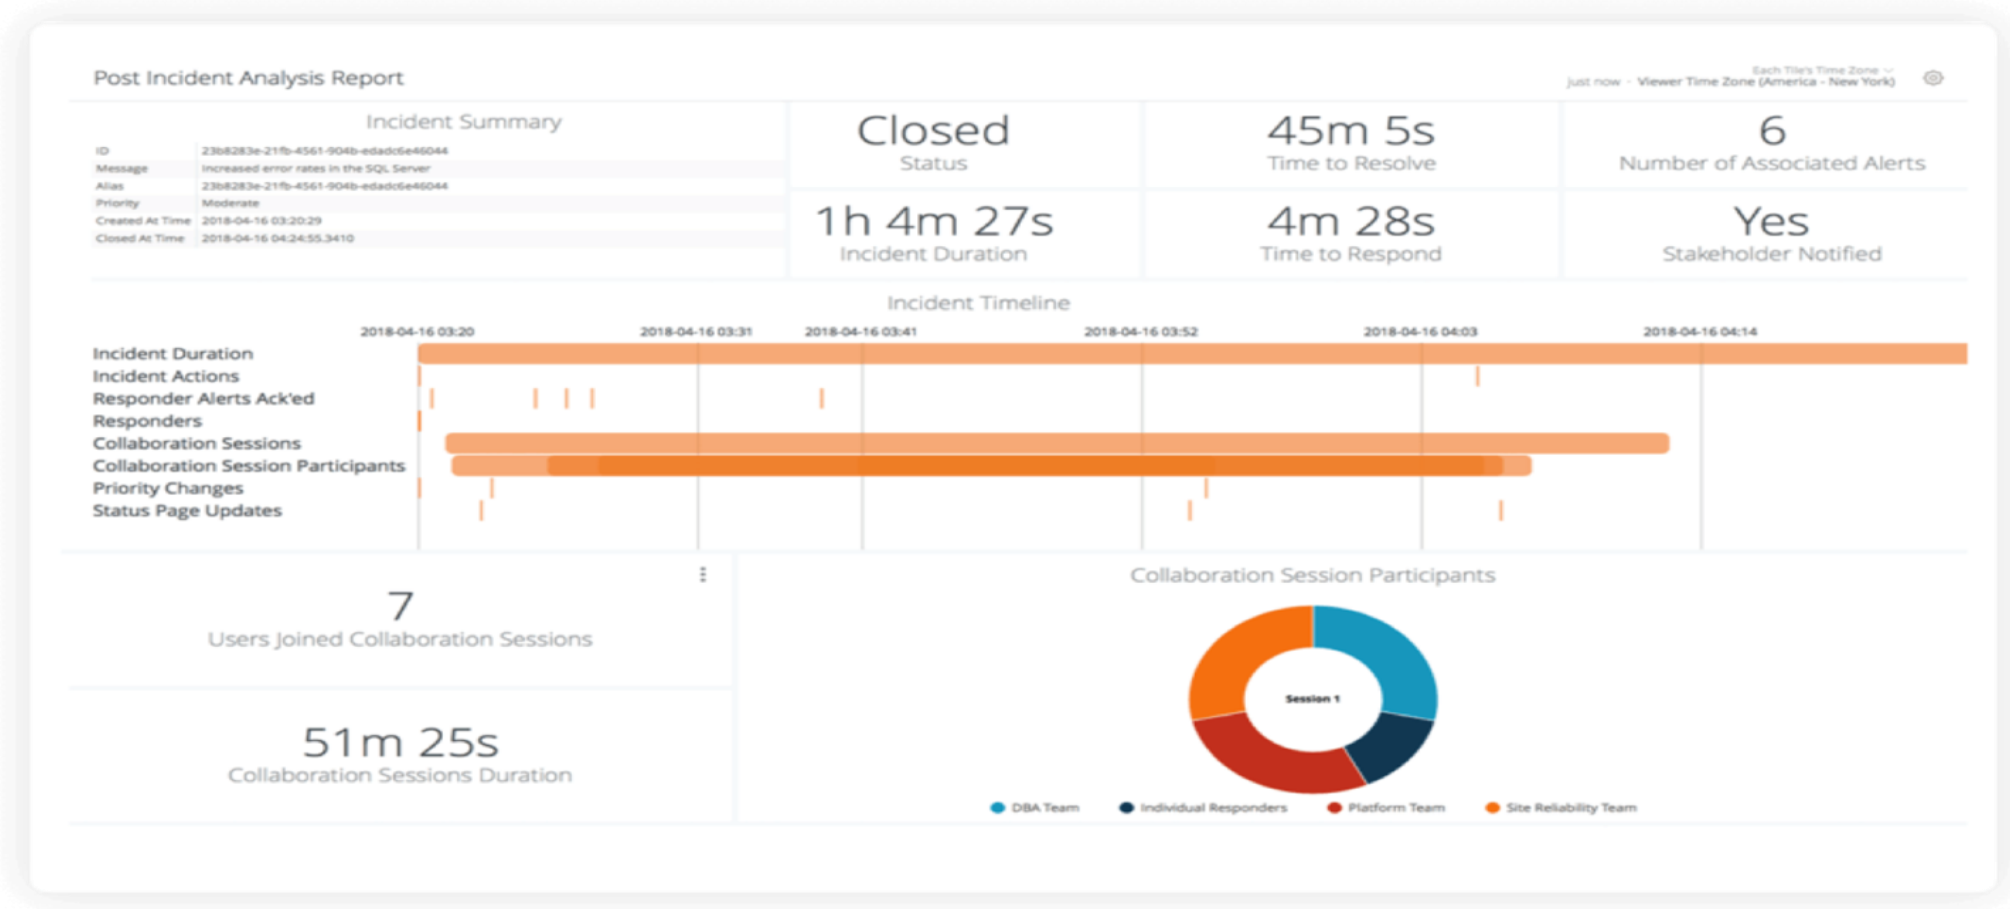 Post Incident Analysis Report
Each Tile's Time Zone
just now - Viewer Time Zone (America - New York)
Incident Summary
ID 23b8283e-21fb-4561-904b-edadc6e46044
Message Increased error rates in the SQL Server
Alias 23b8283e-21fb-4561-904b-edadc6e46044
Priority Moderate
Created At Time 2018-04-16 03:20:29
Closed At Time 2018-04-16 04:24:55.3410
Closed
Status
45m 5s
Time to Resolve
6
Number of Associated Alerts
1h 4m 27s
Incident Duration
4m 28s
Time to Respond
Yes
Stakeholder Notified
Incident Timeline
2018-04-16 03:20 2018-04-16 03:31 2018-04-16 03:41 2018-04-16 03:52 2018-04-16 04:03 2018-04-16 04:14
Incident Duration
Incident Actions
Responder Alerts Ack'ed
Responders
Collaboration Sessions
Collaboration Session Participants
Priority Changes
Status Page Updates
7
Users Joined Collaboration Sessions
51m 25s
Collaboration Sessions Duration
Collaboration Session Participants
Session 1
DBA Team Individual Responders Platform Team Site Reliability Team